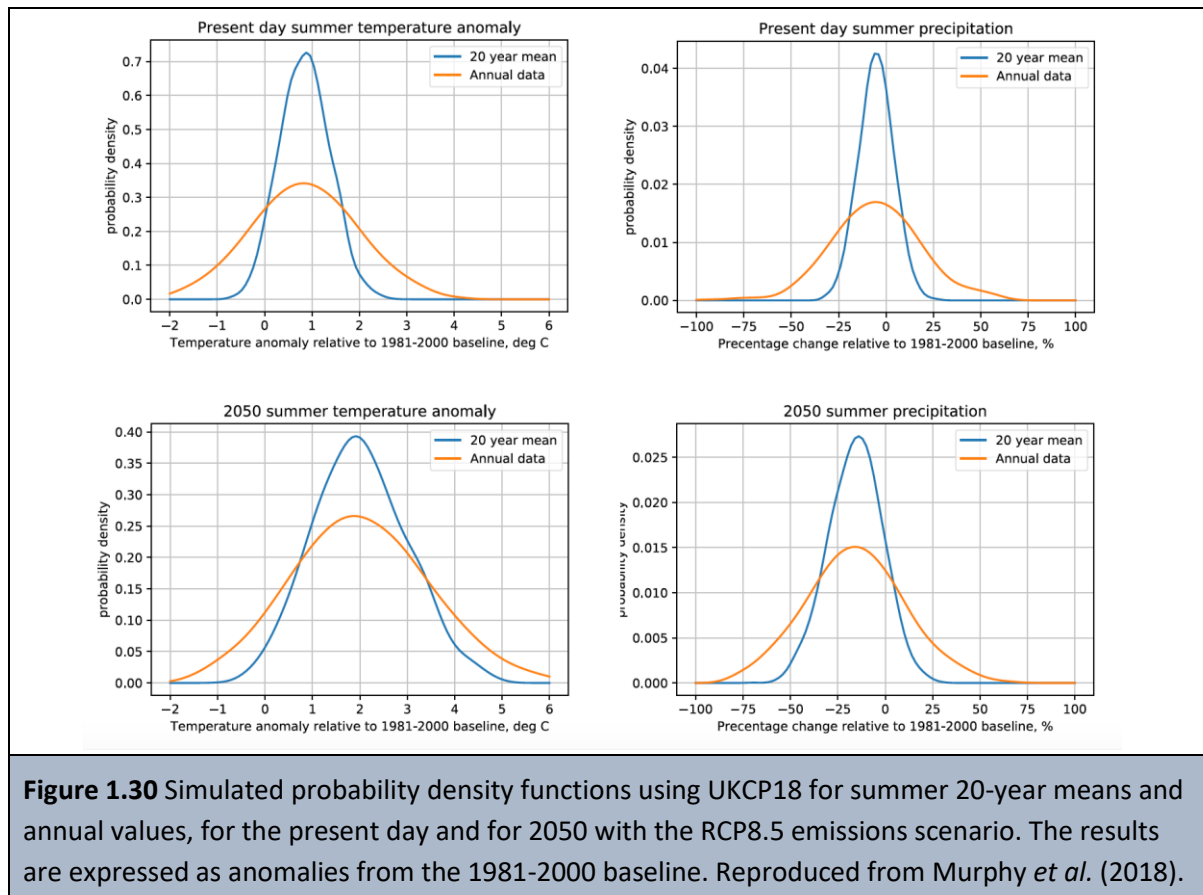 Present day summer temperature anomaly
20 year mean
Annual data
probability density
0.7
0.6
0.5
0.4
0.3
0.2
0.1
0.0
−2 −1 0 1 2 3 4 5 6
Temperature anomaly relative to 1981-2000 baseline, deg C
Present day summer precipitation
20 year mean
Annual data
probability density
0.04
0.03
0.02
0.01
0.00
−100 −75 −50 −25 0 25 50 75 100
Precentage change relative to 1981-2000 baseline, %
2050 summer temperature anomaly
20 year mean
Annual data
probability density
0.40
0.35
0.30
0.25
0.20
0.15
0.10
0.05
0.00
−2 −1 0 1 2 3 4 5 6
Temperature anomaly relative to 1981-2000 baseline, deg C
2050 summer precipitation
20 year mean
Annual data
probability density
0.025
0.020
0.015
0.010
0.005
0.000
−100 −75 −50 −25 0 25 50 75 100
Precentage change relative to 1981-2000 baseline, %
Figure 1.30 Simulated probability density functions using UKCP18 for summer 20-year means and
annual values, for the present day and for 2050 with the RCP8.5 emissions scenario. The results
are expressed as anomalies from the 1981-2000 baseline. Reproduced from Murphy et al. (2018).